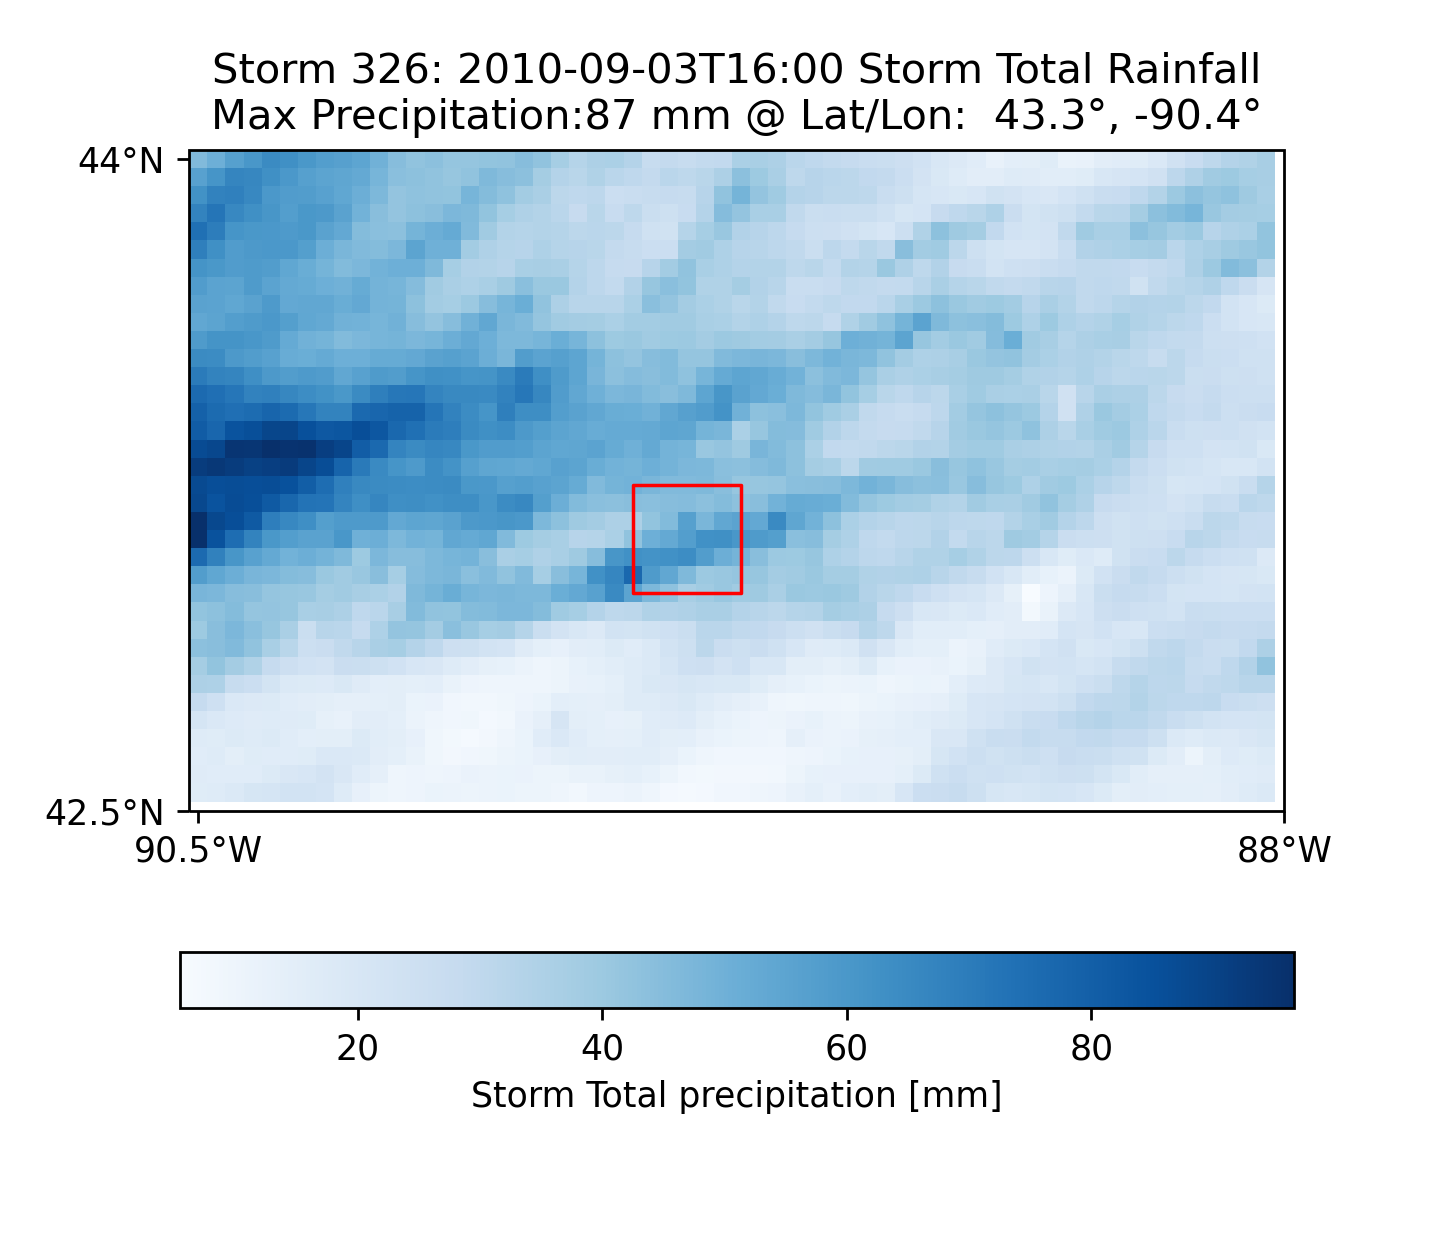 Storm 326: 2010-09-03T16:00 Storm Total Rainfall
Max Precipitation:87 mm @ Lat/Lon:  43.3°, -90.4°
44°N
42.5°N
90.5°W 88°W
20 40 60 80
Storm Total precipitation [mm]